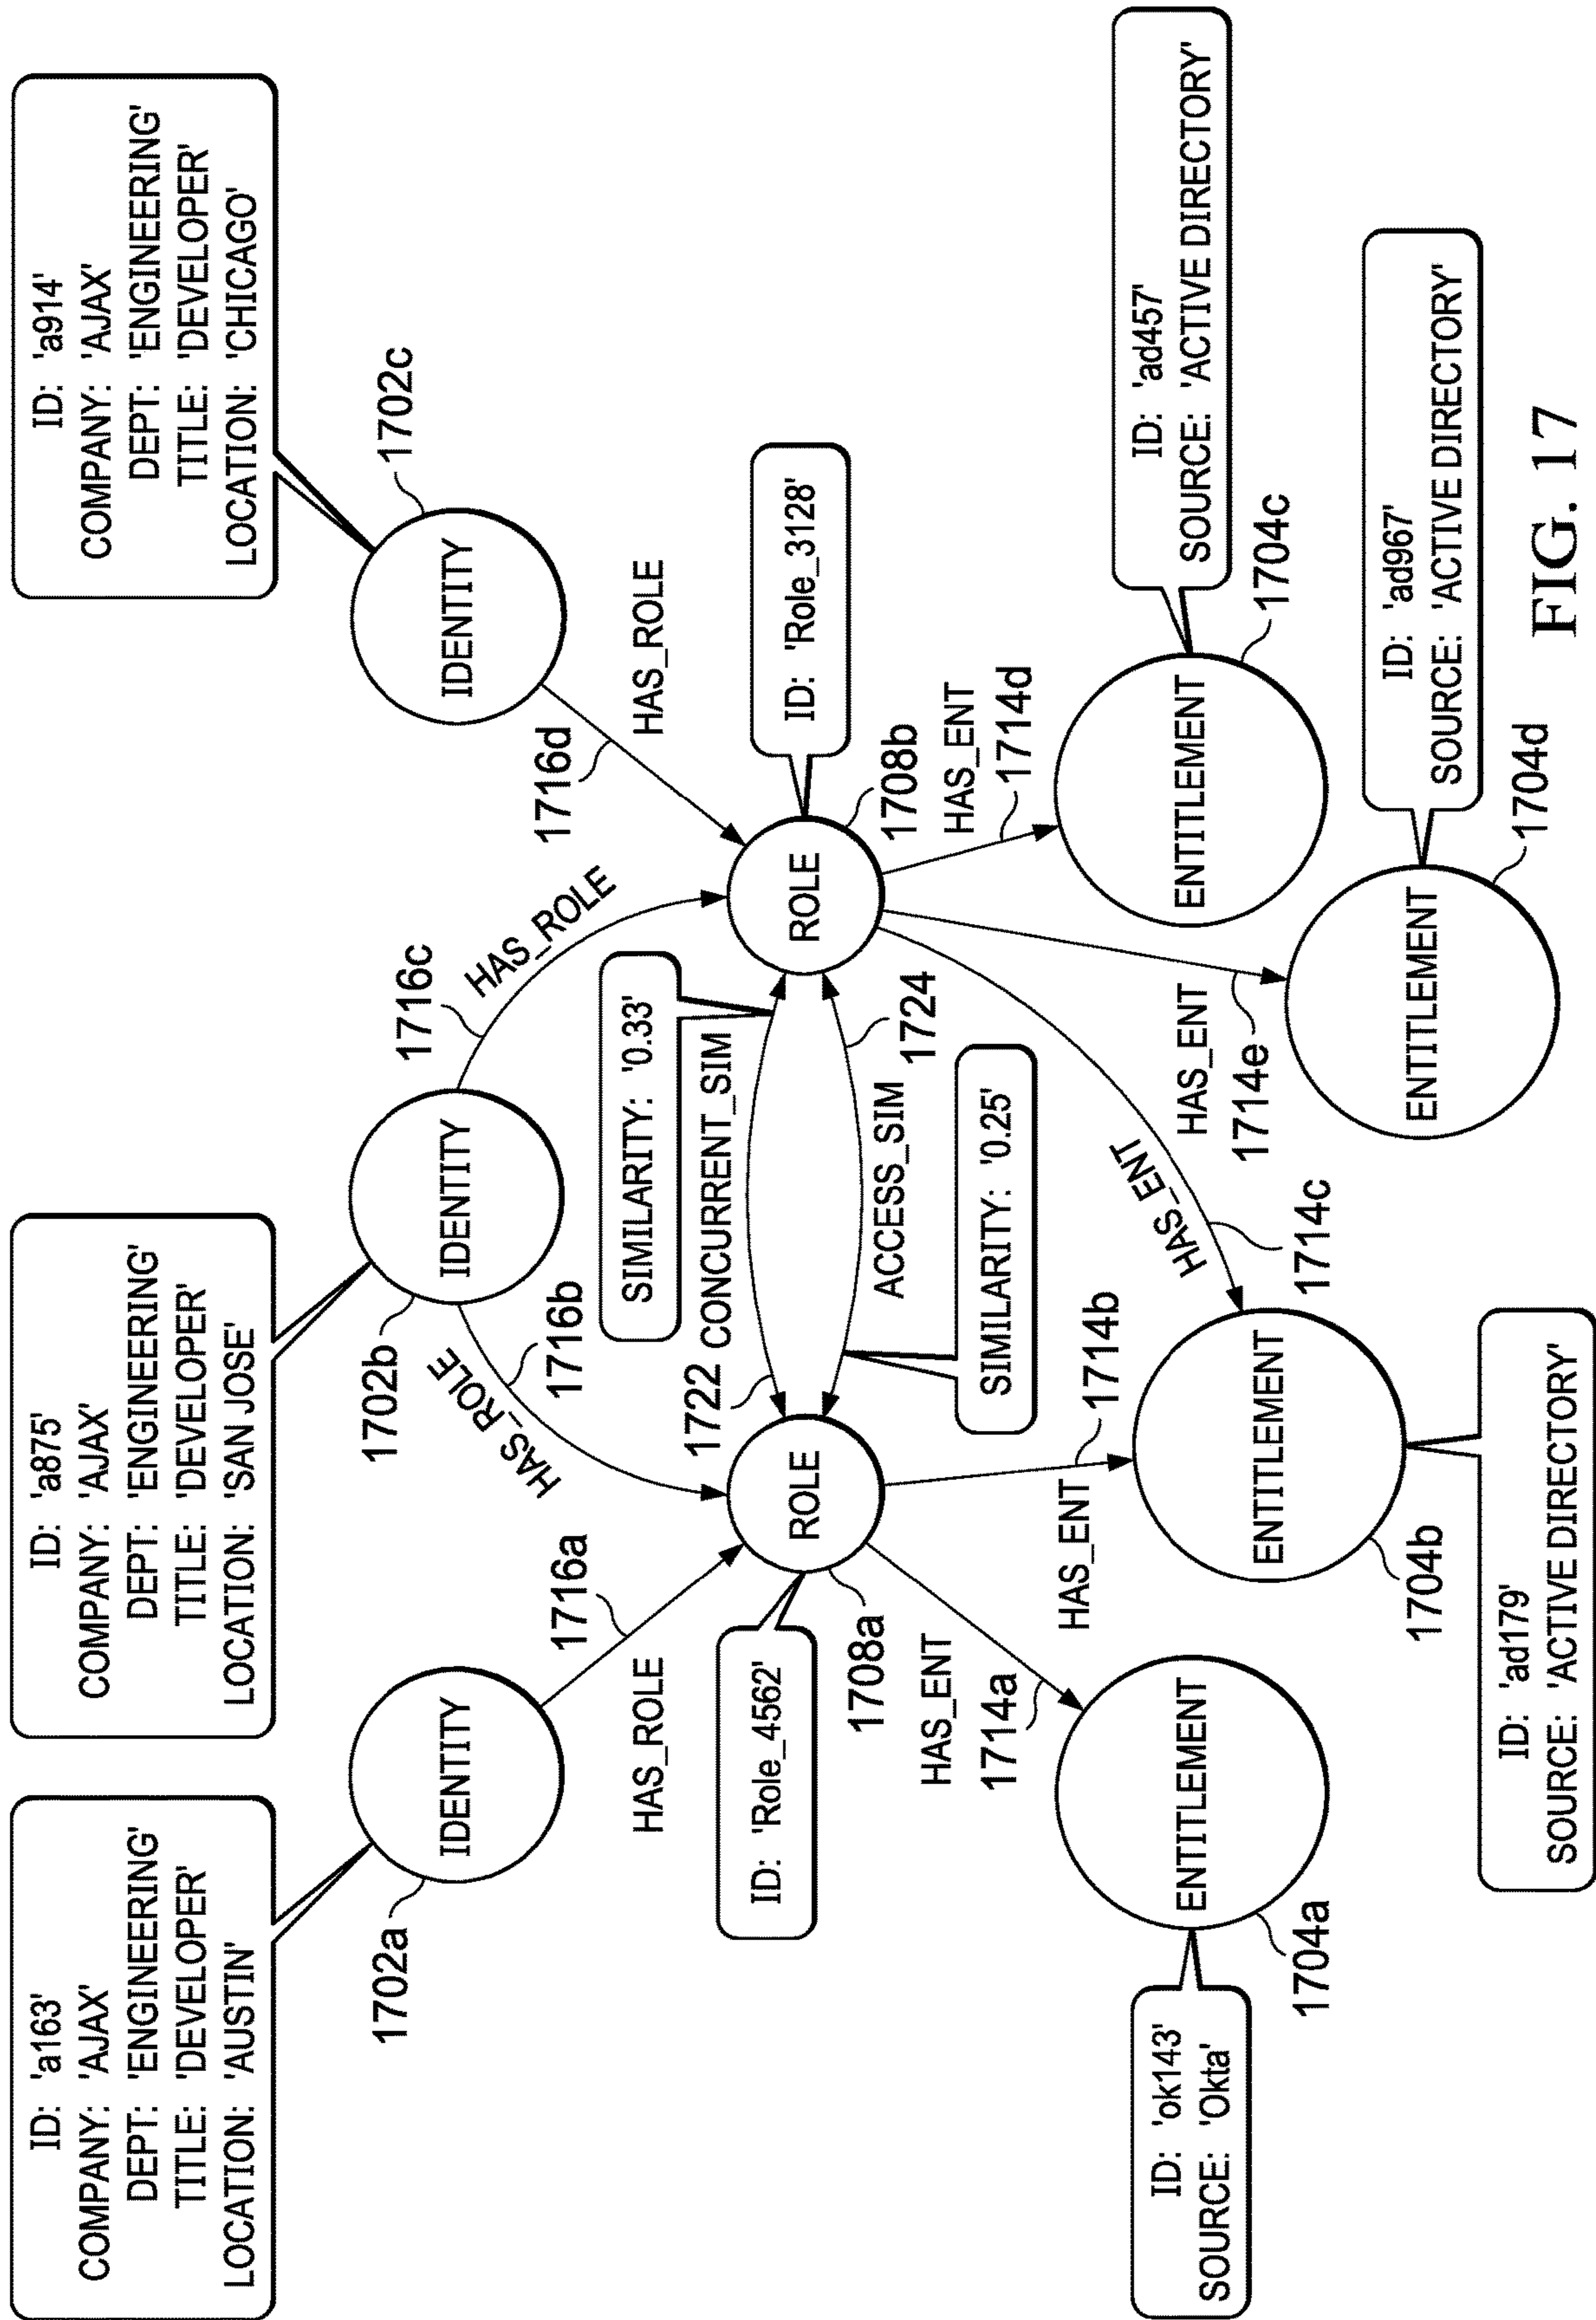 ID: 'a163'
COMPANY: 'AJAX'
DEPT: 'ENGINEERING'
TITLE: 'DEVELOPER'
LOCATION: 'AUSTIN'
ID: 'a875'
COMPANY: 'AJAX'
DEPT: 'ENGINEERING'
TITLE: 'DEVELOPER'
LOCATION: 'SAN JOSE'
ID: 'a914'
COMPANY: 'AJAX'
DEPT: 'ENGINEERING'
TITLE: 'DEVELOPER'
LOCATION: 'CHICAGO'
1702a
IDENTITY
1702b
IDENTITY
1702c
IDENTITY
HAS_ROLE
1716a
HAS_ROLE
1716b
1716c
HAS_ROLE
1716d
HAS_ROLE
SIMILARITY: '0.33'
1722
CONCURRENT_SIM
ID: 'Role_4562'
ROLE
1708a
ROLE
ID: 'Role_3128'
1708b
ACCESS_SIM
1724
SIMILARITY: '0.25'
HAS_ENT
1714a
HAS_ENT
1714b
HAS_ENT
1714c
HAS_ENT
1714e
HAS_ENT
1714d
ID: 'ok143'
SOURCE: 'Okta'
ENTITLEMENT
1704a
ENTITLEMENT
1704b
ENTITLEMENT
1704c
ID: 'ad457'
SOURCE: 'ACTIVE DIRECTORY'
ENTITLEMENT
1704d
ID: 'ad967'
SOURCE: 'ACTIVE DIRECTORY'
ID: 'ad179'
SOURCE: 'ACTIVE DIRECTORY'
FIG. 17